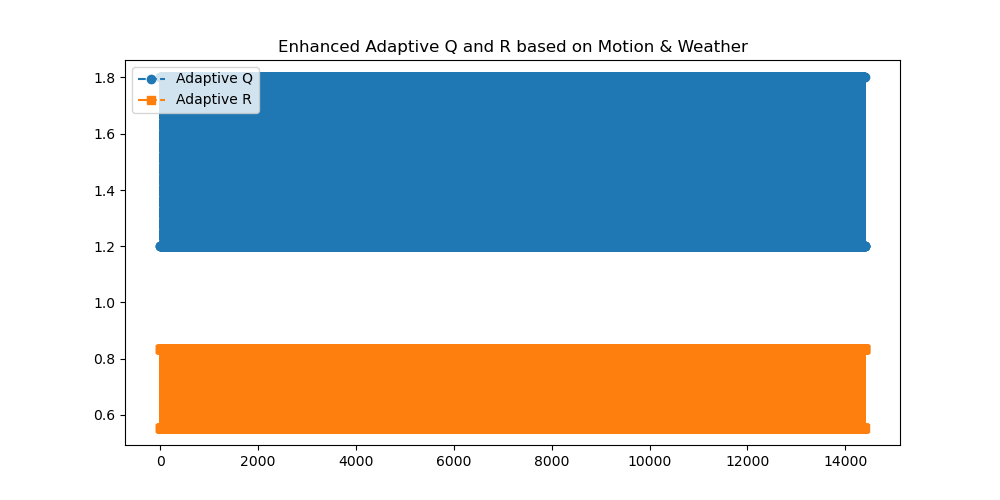 Enhanced Adaptive Q and R based on Motion & Weather
Adaptive Q
Adaptive R
1.8
1.6
1.4
1.2
1.0
0.8
0.6
0 2000 4000 6000 8000 10000 12000 14000